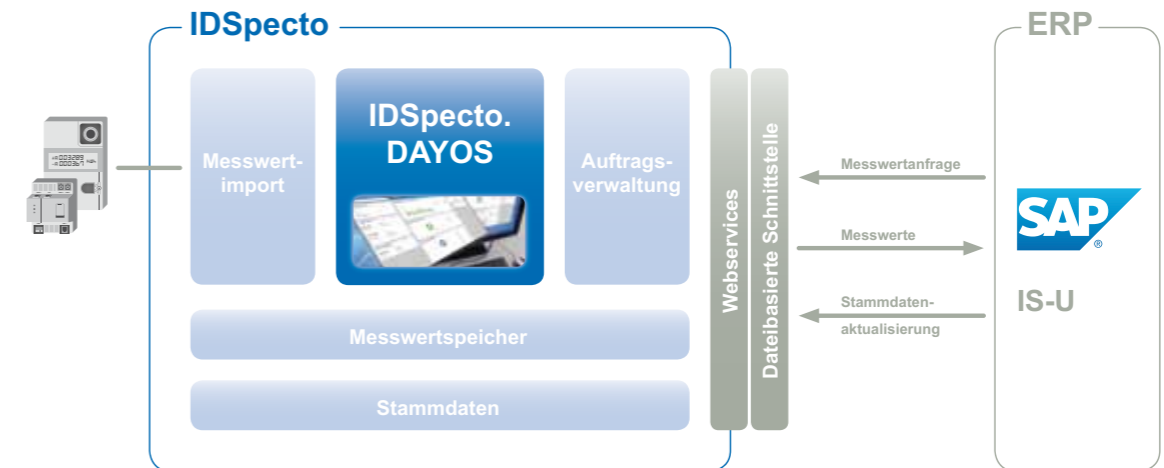 IDSpecto
ERP
IDSpecto.
DAYOS
Messwert-
import
Auftrags-
verwaltung
Messwertspeicher
Stammdaten
Webservices
Dateibasierte Schnittstelle
Messwertanfrage
Messwerte
Stammdaten-
aktualisierung
SAP
®
IS-U